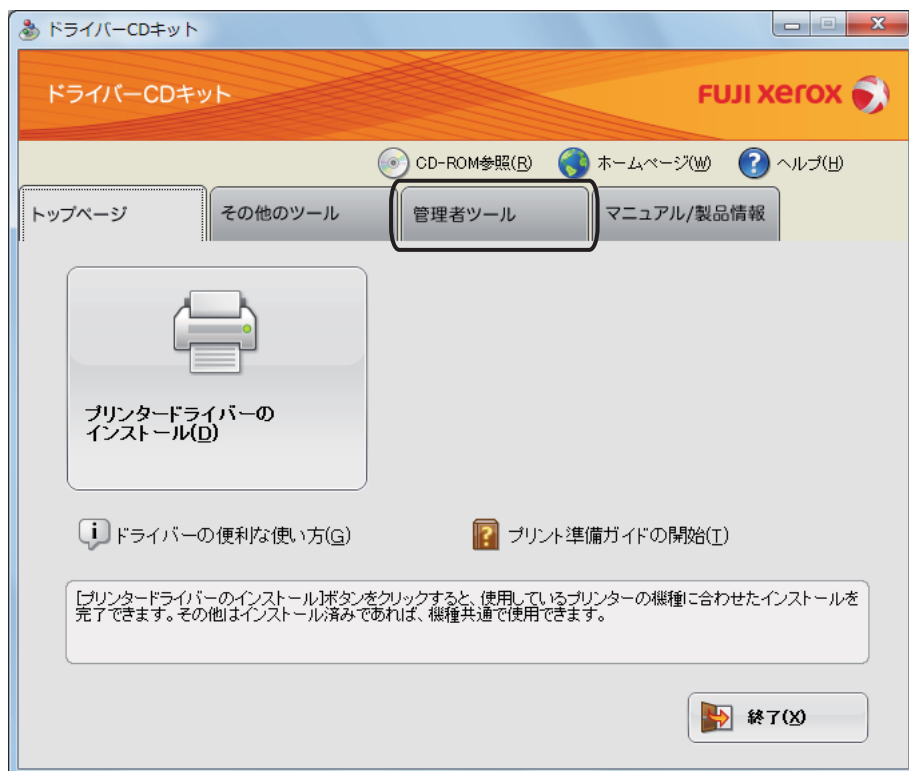 ドライバーCDキット
ドライバーCDキット
FUJI xerox
CD-ROM参照(R)
ホームページ(W)
ヘルプ(H)
トップページ
その他のツール
管理者ツール
マニュアル/製品情報
プリンタードライバーの
インストール(D)
ドライバーの便利な使い方(G)
プリント準備ガイドの開始(T)
[プリンタードライバーのインストール]ボタンをクリックすると、使用しているプリンターの機種に合わせたインストールを
完了できます。その他はインストール済みであれば、機種共通で使用できます。
終了(X)